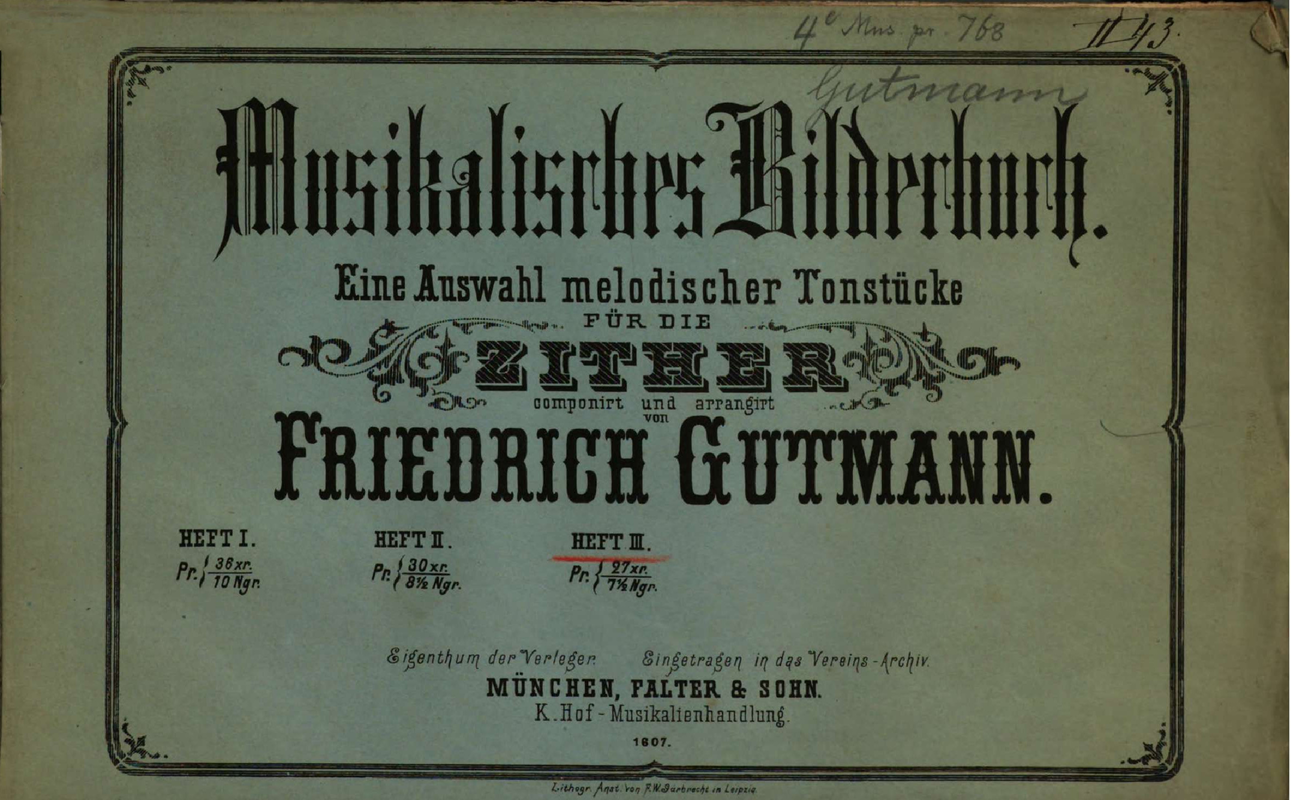 4° Mus. pr. 768
II 43.
Gutmann
Musikalisches Bilderbuch.
Eine Auswahl melodischer Tonstücke
FÜR DIE
ZITHER
componirt und arrangirt
von
FRIEDRICH GUTMANN.
HEFT I. HEFT II. HEFT III.
Pr. { 36 xr. Pr. { 30 xr. Pr. { 27 xr.
10 Ngr. 8½ Ngr. 7½ Ngr.
Eigenthum der Verleger. Eingetragen in das Vereins-Archiv.
MÜNCHEN, FALTER & SOHN.
K. Hof-Musikalienhandlung.
1607.
Lithogr. Anst. von F. W. Garbrecht in Leipzig